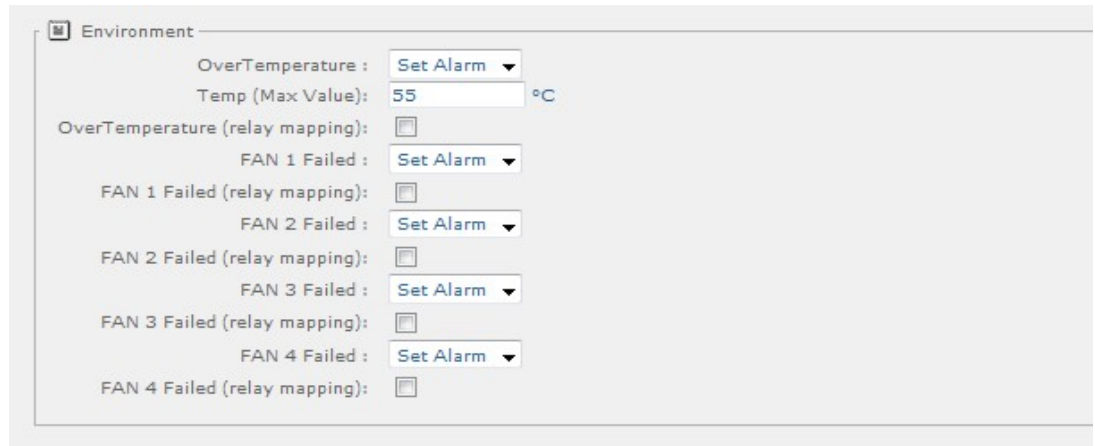 Environment
OverTemperature : Set Alarm
Temp (Max Value): 55 °C
OverTemperature (relay mapping):
FAN 1 Failed : Set Alarm
FAN 1 Failed (relay mapping):
FAN 2 Failed : Set Alarm
FAN 2 Failed (relay mapping):
FAN 3 Failed : Set Alarm
FAN 3 Failed (relay mapping):
FAN 4 Failed : Set Alarm
FAN 4 Failed (relay mapping):